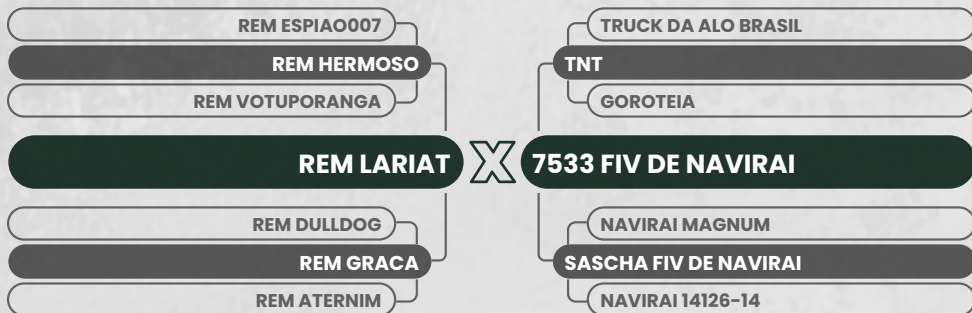 REM ESPIAO007
REM HERMOSO
REM VOTUPORANGA
REM LARIAT
REM DULLDOG
REM GRACA
REM ATERNIM
X
TRUCK DA ALO BRASIL
TNT
GOROTEIA
7533 FIV DE NAVIRAI
NAVIRAI MAGNUM
SASCHA FIV DE NAVIRAI
NAVIRAI 14126-14